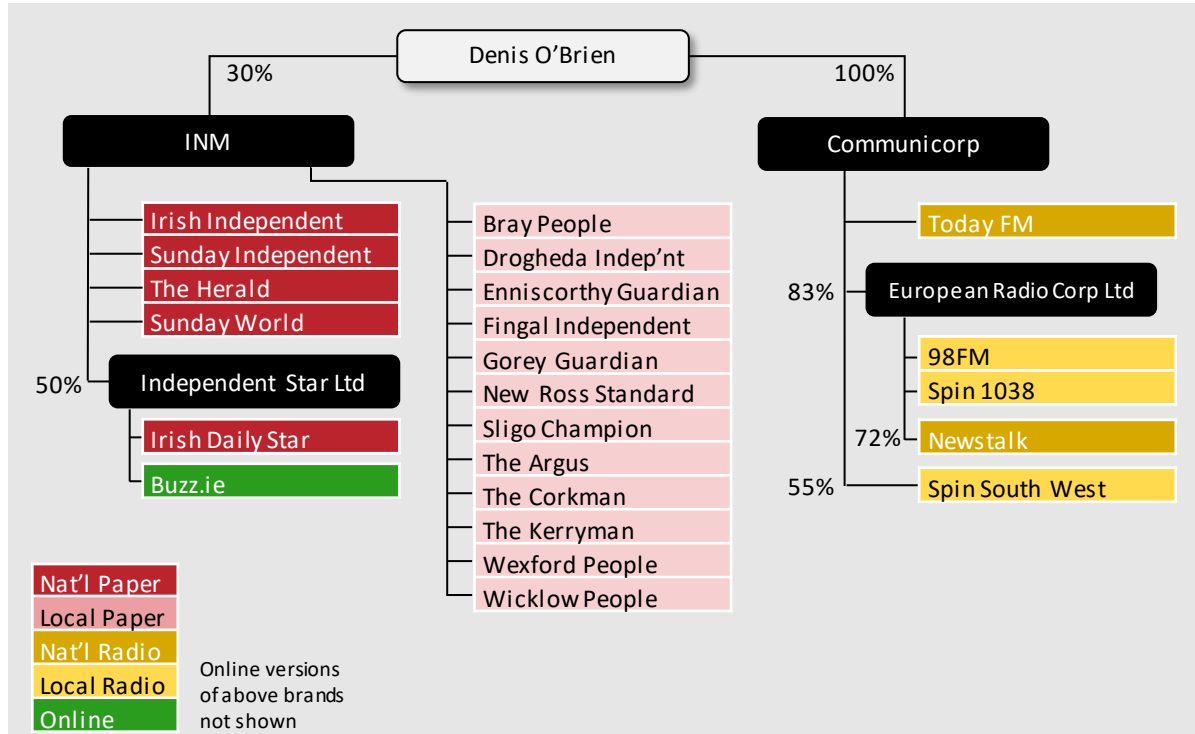 Denis O’Brien
30%
100%
INM
Communicorp
Irish Independent
Sunday Independent
The Herald
Sunday World
50%
Independent Star Ltd
Irish Daily Star
Buzz.ie
Bray People
Drogheda Indep’nt
Enniscorthy Guardian
Fingal Independent
Gorey Guardian
New Ross Standard
Sligo Champion
The Argus
The Corkman
The Kerryman
Wexford People
Wicklow People
Today FM
83%
European Radio Corp Ltd
98FM
Spin 1038
72%
Newstalk
55%
Spin South West
Nat’l Paper
Local Paper
Nat’l Radio
Local Radio
Online
Online versions
of above brands
not shown